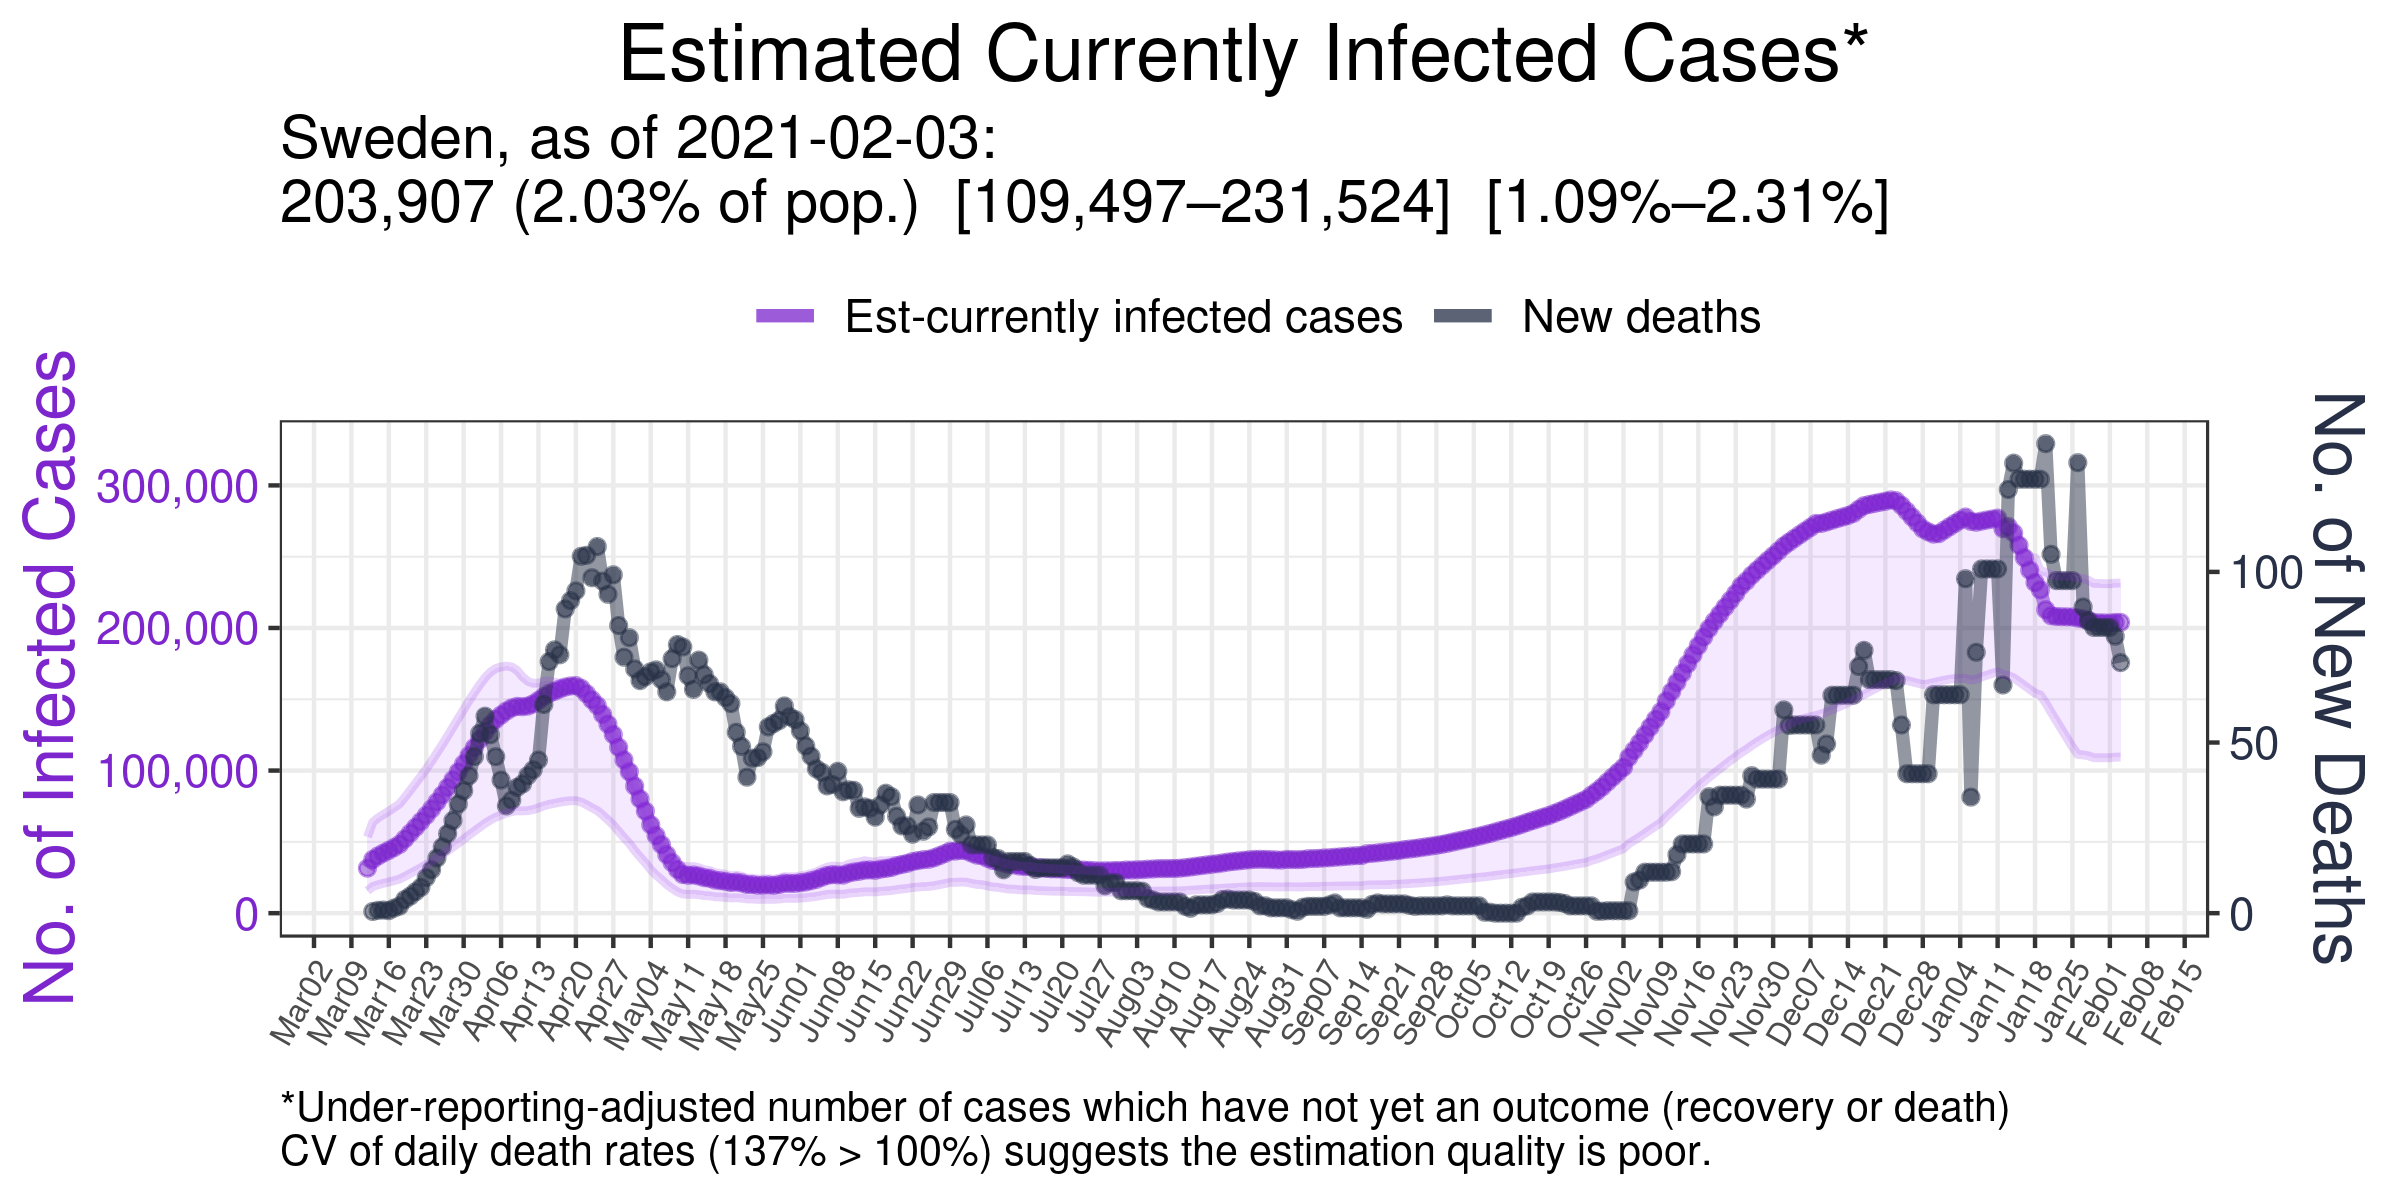 Estimated Currently Infected Cases*
Sweden, as of 2021-02-03:
203,907 (2.03% of pop.) [109,497–231,524] [1.09%–2.31%]
Est-currently infected cases New deaths
No. of Infected Cases
300,000
200,000
100,000
0
100
50
0
No. of New Deaths
Mar02 Mar09 Mar16 Mar23 Mar30 Apr06 Apr13 Apr20 Apr27 May04 May11 May18 May25 Jun01 Jun08 Jun15 Jun22 Jun29 Jul06 Jul13 Jul20 Jul27 Aug03 Aug10 Aug17 Aug24 Aug31 Sep07 Sep14 Sep21 Sep28 Oct05 Oct12 Oct19 Oct26 Nov02 Nov09 Nov16 Nov23 Nov30 Dec07 Dec14 Dec21 Dec28 Jan04 Jan11 Jan18 Jan25 Feb01 Feb08 Feb15
*Under-reporting-adjusted number of cases which have not yet an outcome (recovery or death)
CV of daily death rates (137% > 100%) suggests the estimation quality is poor.